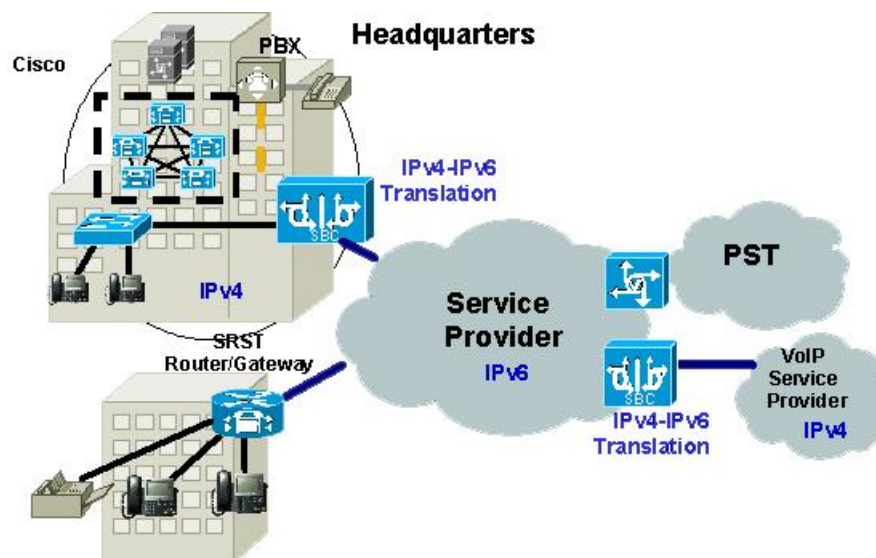 Headquarters
Cisco
PBX
IPv4-IPv6
Translation
SBC
IPv4
PST
Service
Provider
IPv6
SRST
Router/Gateway
SBC
VoIP
Service
Provider
IPv4
IPv4-IPv6
Translation